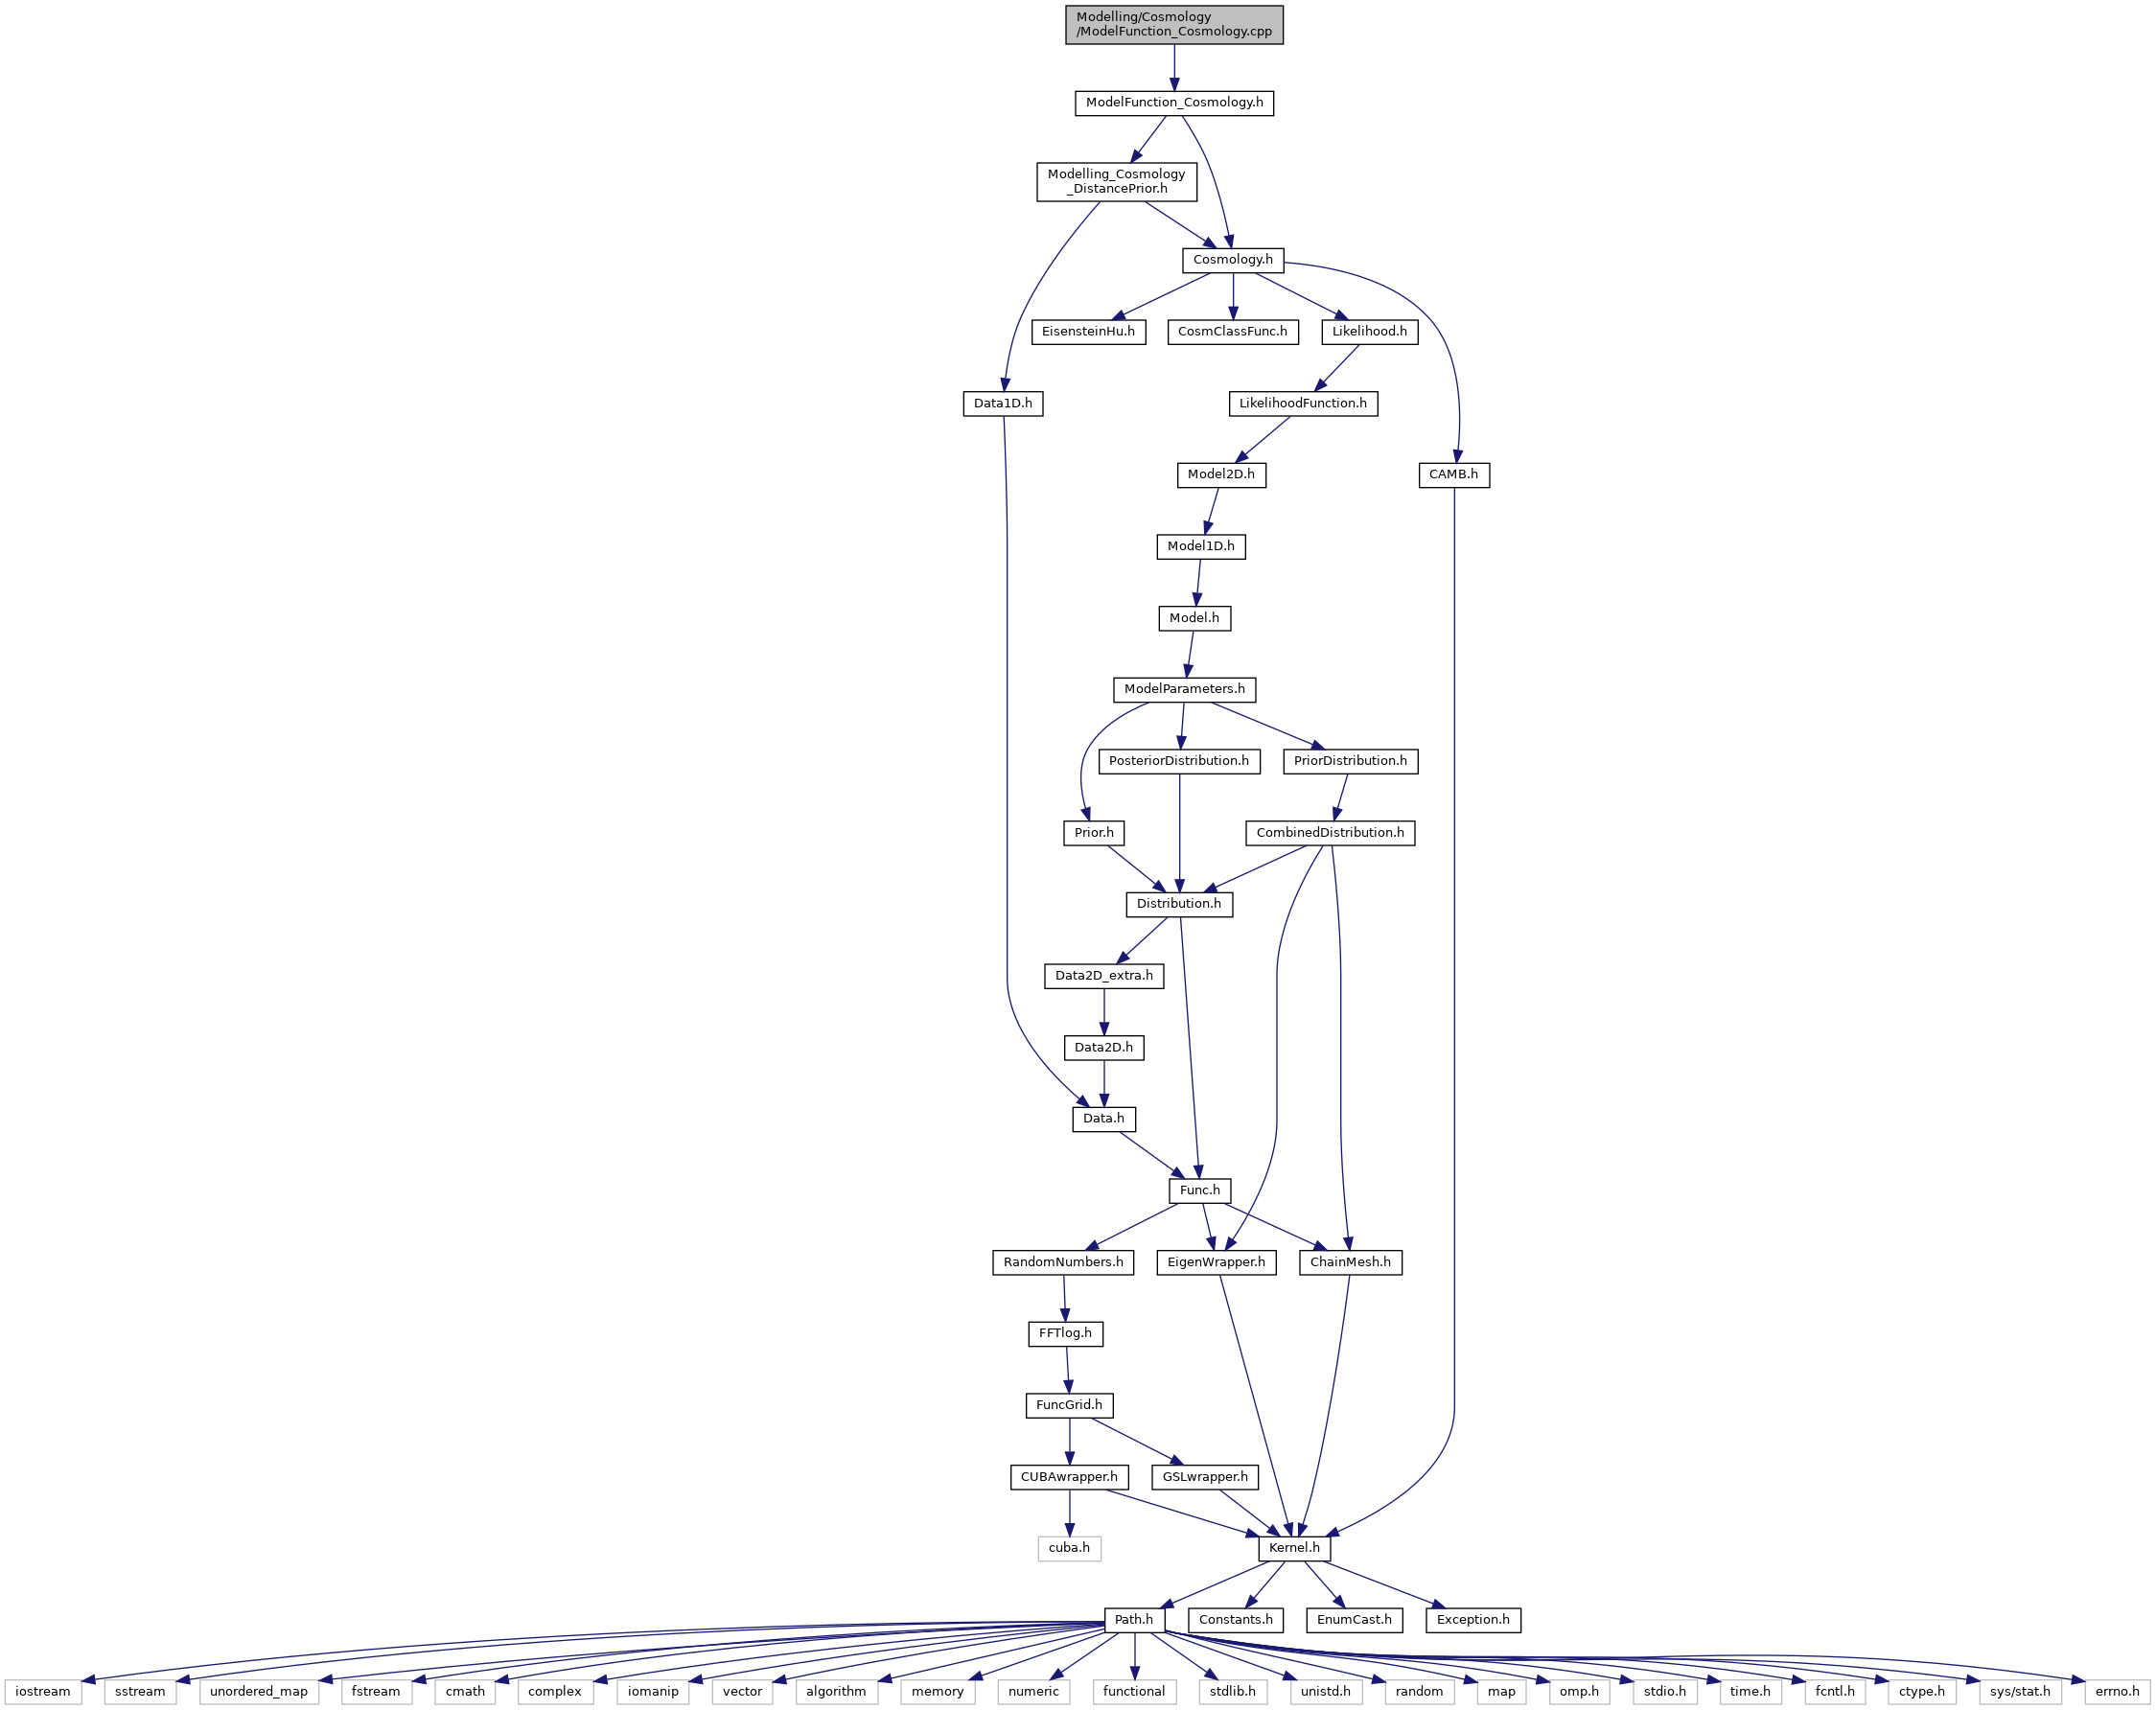 Modelling/Cosmology
/ModelFunction_Cosmology.cpp
ModelFunction_Cosmology.h
Modelling_Cosmology
_DistancePrior.h
Cosmology.h
EisensteinHu.h
CosmClassFunc.h
Likelihood.h
Data1D.h
LikelihoodFunction.h
Model2D.h
CAMB.h
Model1D.h
Model.h
ModelParameters.h
PosteriorDistribution.h
PriorDistribution.h
Prior.h
CombinedDistribution.h
Distribution.h
Data2D_extra.h
Data2D.h
Data.h
Func.h
RandomNumbers.h
EigenWrapper.h
ChainMesh.h
FFTlog.h
FuncGrid.h
CUBAwrapper.h
GSLwrapper.h
cuba.h
Kernel.h
Path.h
Constants.h
EnumCast.h
Exception.h
iostream
sstream
unordered_map
fstream
cmath
complex
iomanip
vector
algorithm
memory
numeric
functional
stdlib.h
unistd.h
random
map
omp.h
stdio.h
time.h
fcntl.h
ctype.h
sys/stat.h
errno.h